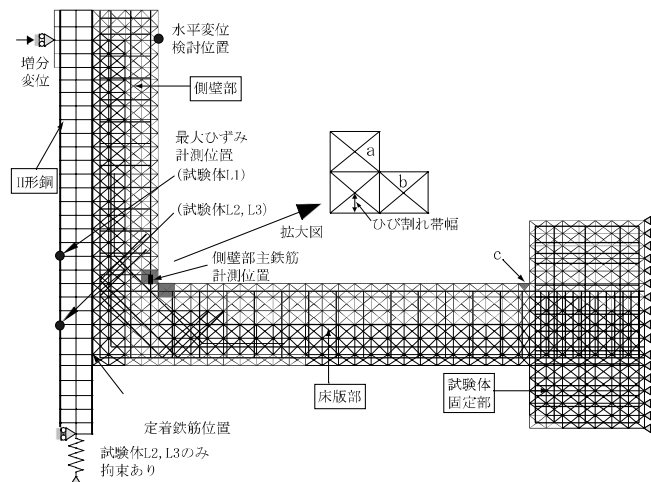 水平変位
検討位置
増分
変位
側壁部
最大ひずみ
計測位置
(試験体L1)
H形鋼
(試験体L2, L3)
a
b
ひび割れ帯幅
拡大図
側壁部主鉄筋
計測位置
c
床版部
試験体
固定部
定着鉄筋位置
試験体L2, L3のみ
拘束あり